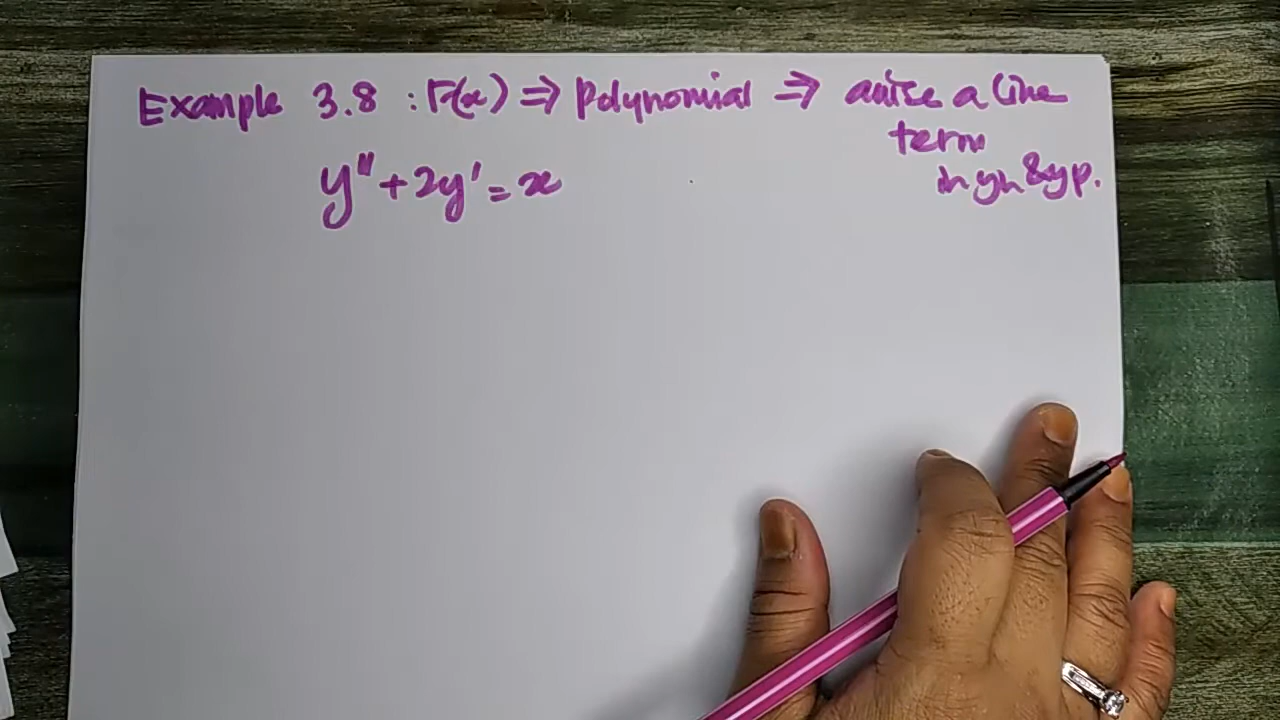 Example 3.8 : F(x) ⇒ Polynomial ⇒ arise a like
term
in yh & yp.
y" + 2y' = x